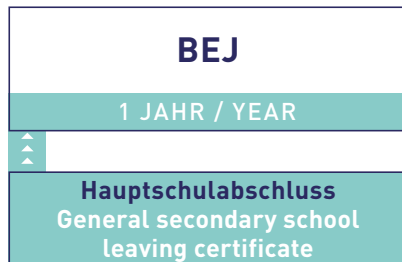 BEJ
1 JAHR / YEAR
Hauptschulabschluss
General secondary school
leaving certificate